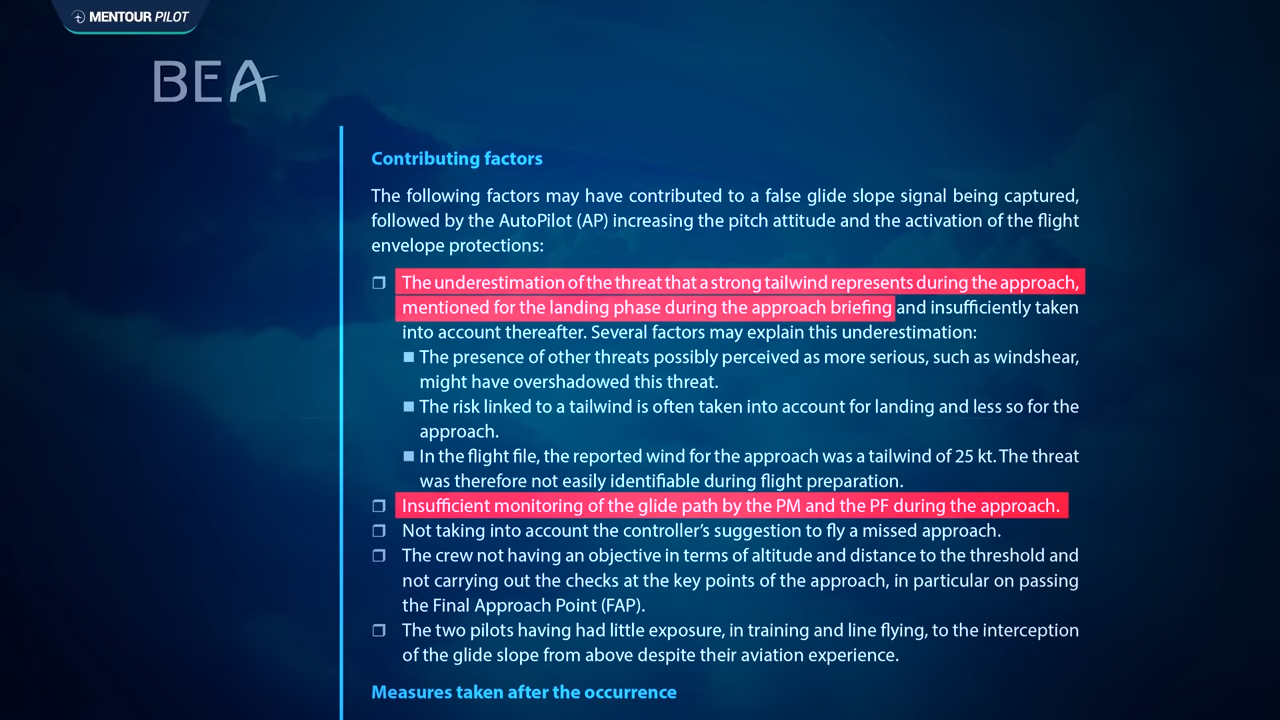 MENTOUR PILOT
BEA
Contributing factors
The following factors may have contributed to a false glide slope signal being captured,
followed by the AutoPilot (AP) increasing the pitch attitude and the activation of the flight
envelope protections:
The underestimation of the threat that a strong tailwind represents during the approach,
mentioned for the landing phase during the approach briefing and insufficiently taken
into account thereafter. Several factors may explain this underestimation:
The presence of other threats possibly perceived as more serious, such as windshear,
might have overshadowed this threat.
The risk linked to a tailwind is often taken into account for landing and less so for the
approach.
In the flight file, the reported wind for the approach was a tailwind of 25 kt. The threat
was therefore not easily identifiable during flight preparation.
Insufficient monitoring of the glide path by the PM and the PF during the approach.
Not taking into account the controller's suggestion to fly a missed approach.
The crew not having an objective in terms of altitude and distance to the threshold and
not carrying out the checks at the key points of the approach, in particular on passing
the Final Approach Point (FAP).
The two pilots having had little exposure, in training and line flying, to the interception
of the glide slope from above despite their aviation experience.
Measures taken after the occurrence